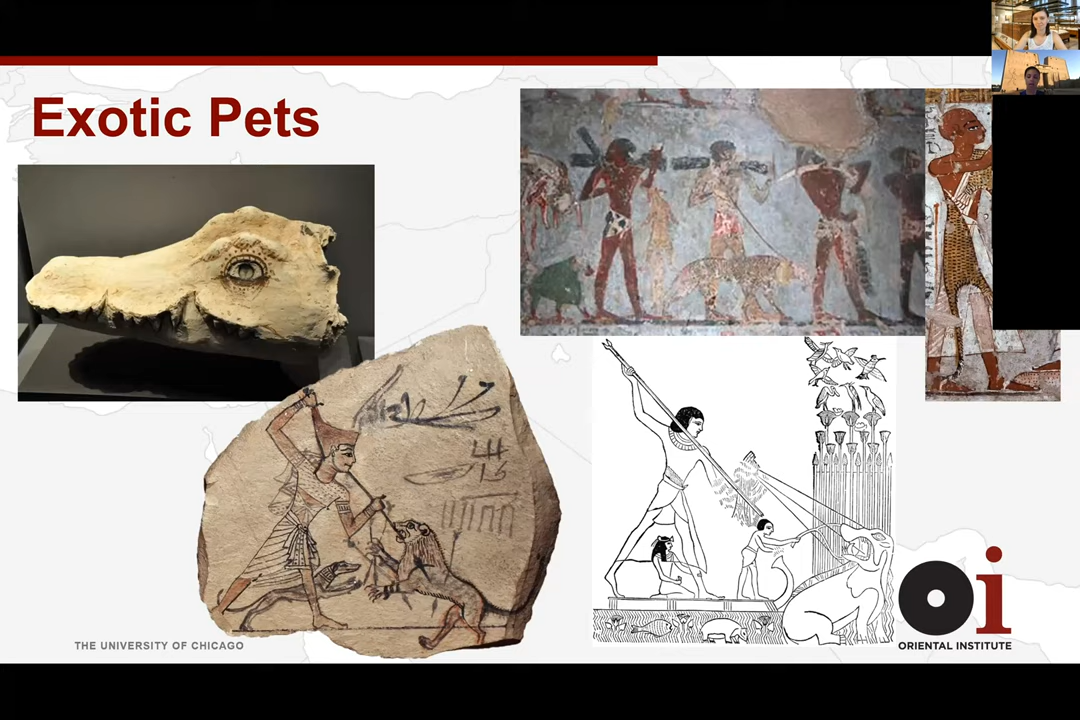 Exotic Pets
THE UNIVERSITY OF CHICAGO
oi
ORIENTAL INSTITUTE